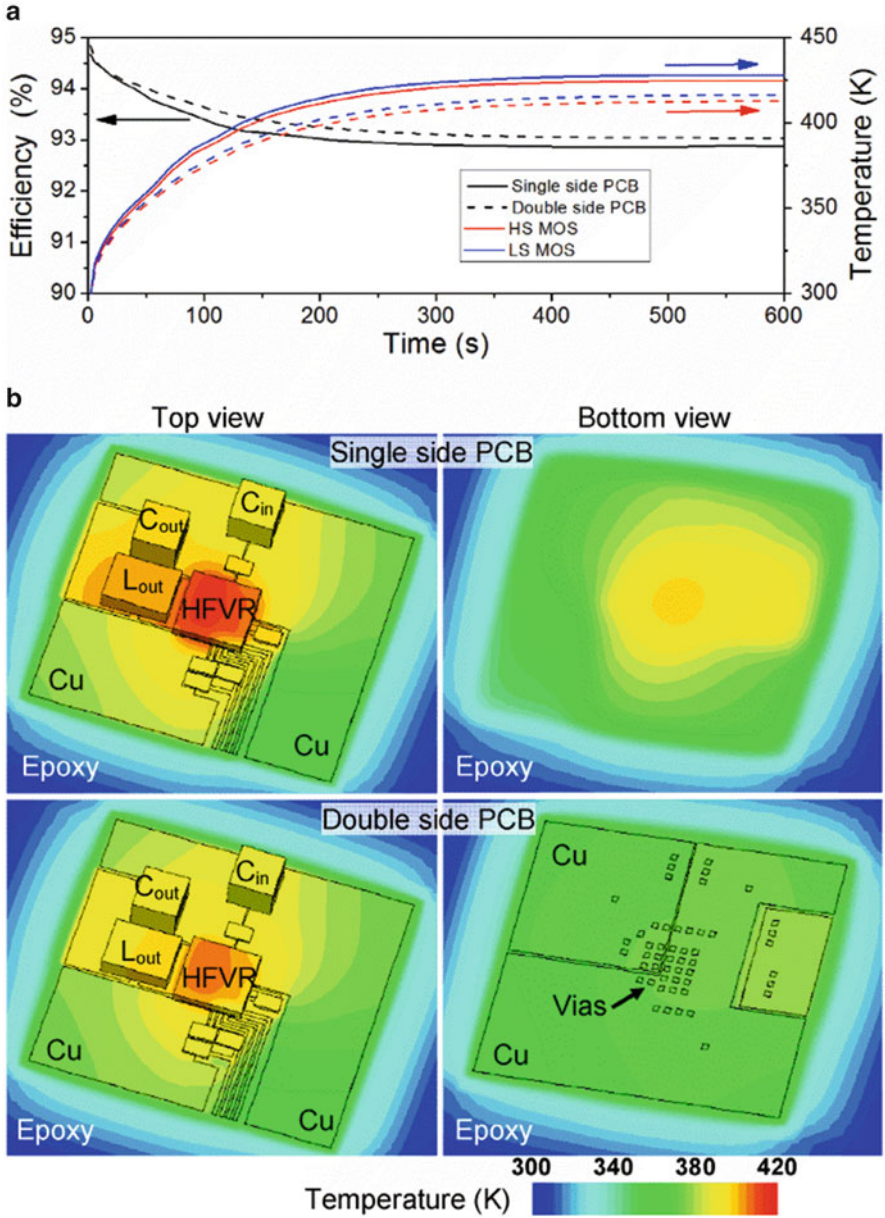 a
95
94
93
92
91
90
Efficiency (%)
450
400
350
300
Temperature (K)
Single side PCB
Double side PCB
HS MOS
LS MOS
0
100
200
300
400
500
600
Time (s)
b
Top view
Bottom view
Single side PCB
Cout
Cin
Lout
HFVR
Cu
Cu
Epoxy
Double side PCB
Cout
Cin
Lout
HFVR
Cu
Cu
Epoxy
Cu
Vias
Cu
Epoxy
300
340
380
420
Temperature (K)